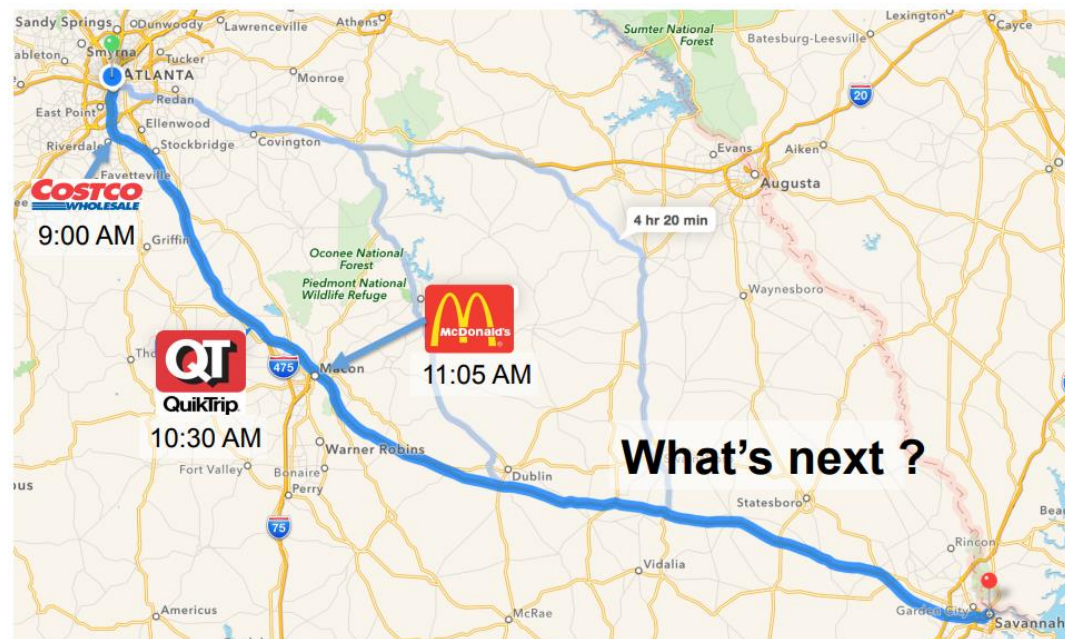 Sandy Springs
Dunwoody
Lawrenceville
Athens
Smyrna
Tucker
ATLANTA
Redan
Monroe
East Point
Ellenwood
Riverdale
Stockbridge
Covington
Fayetteville
COSTCO
WHOLESALE
9:00 AM
Griffin
Oconee National
Forest
Piedmont National
Wildlife Refuge
QT
QuikTrip
10:30 AM
475
Macon
McDonald's
11:05 AM
Warner Robins
Fort Valley
Bonaire
Perry
75
Americus
Dublin
McRae
Vidalia
What's next ?
Statesboro
Rincon
Garden City
Savannah
4 hr 20 min
Waynesboro
Augusta
Evans
Aiken
20
Sumter National
Forest
Batesburg-Leesville
Lexington
Cayce